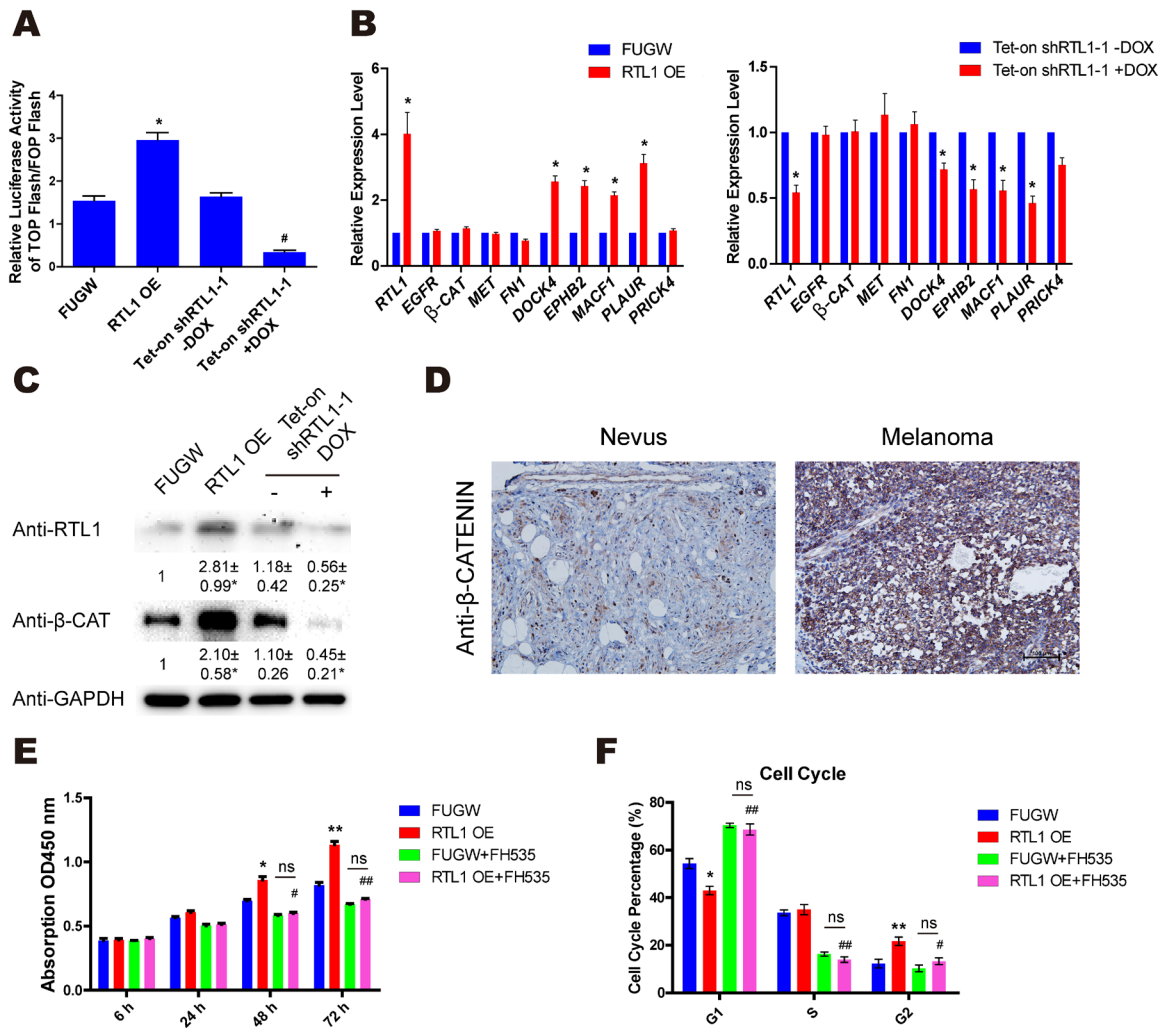 A
Relative Luciferase Activity
of TOP Flash/FOP Flash
4
3
2
1
0
*
#
FUGW
RTL1 OE
Tet-on shRTL1-1
-DOX
Tet-on shRTL1-1
+DOX
B
FUGW
RTL1 OE
Relative Expression Level
6
4
2
0
*
*
*
*
*
RTL1
EGFR
β-CAT
MET
FN1
DOCK4
EPHB2
MACF1
PLAUR
PRICK4
Tet-on shRTL1-1 -DOX
Tet-on shRTL1-1 +DOX
Relative Expression Level
1.5
1.0
0.5
0.0
*
*
*
*
*
RTL1
EGFR
β-CAT
MET
FN1
DOCK4
EPHB2
MACF1
PLAUR
PRICK4
C
FUGW
RTL1 OE
Tet-on
shRTL1-1
DOX
- +
Anti-RTL1
1 2.81± 1.18± 0.56±
0.99* 0.42 0.25*
Anti-β-CAT
1 2.10± 1.10± 0.45±
0.58* 0.26 0.21*
Anti-GAPDH
D
Nevus Melanoma
Anti-β-CATENIN
E
Absorption OD450 nm
1.5
1.0
0.5
0.0
FUGW
RTL1 OE
FUGW+FH535
RTL1 OE+FH535
*
ns
#
**
ns
##
6 h
24 h
48 h
72 h
F
Cell Cycle
Cell Cycle Percentage (%)
80
60
40
20
0
FUGW
RTL1 OE
FUGW+FH535
RTL1 OE+FH535
*
ns
##
ns
##
**
ns
#
G1
S
G2